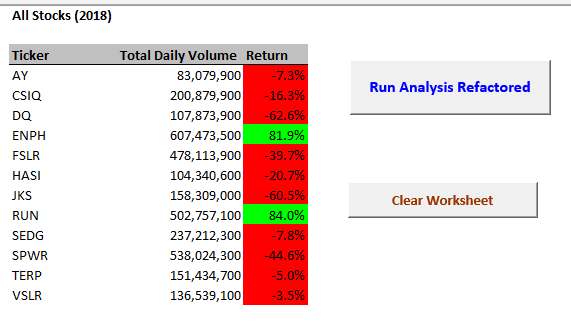 All Stocks (2018)
Ticker Total Daily Volume Return
AY 83,079,900 -7.3%
CSIQ 200,879,900 -16.3%
DQ 107,873,900 -62.6%
ENPH 607,473,500 81.9%
FSLR 478,113,900 -39.7%
HASI 104,340,600 -20.7%
JKS 158,309,000 -60.5%
RUN 502,757,100 84.0%
SEDG 237,212,300 -7.8%
SPWR 538,024,300 -44.6%
TERP 151,434,700 -5.0%
VSLR 136,539,100 -3.5%
Run Analysis Refactored
Clear Worksheet